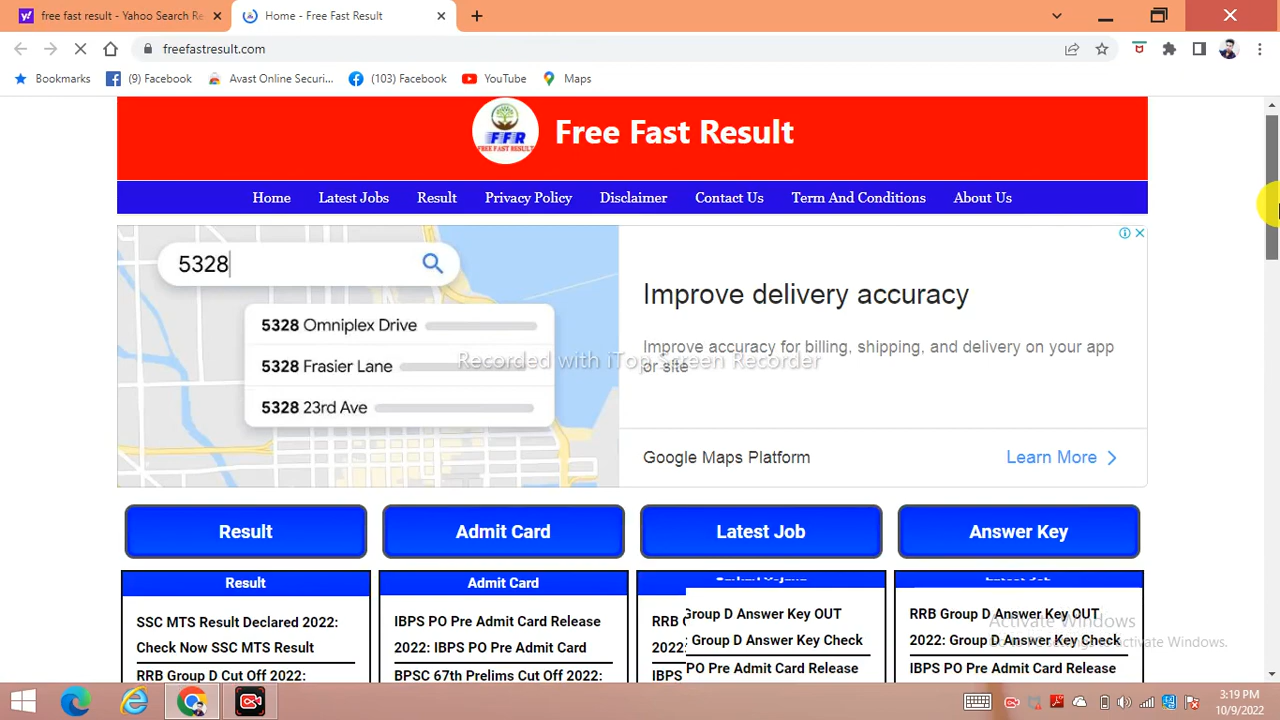 free fast result - Yahoo Search Re
Home - Free Fast Result
freefastresult.com
Bookmarks
(9) Facebook
Avast Online Securi...
(103) Facebook
YouTube
Maps
FFR
FREE FAST RESULT
Free Fast Result
Home
Latest Jobs
Result
Privacy Policy
Disclaimer
Contact Us
Term And Conditions
About Us
5328
5328 Omniplex Drive
5328 Frasier Lane
5328 23rd Ave
Improve delivery accuracy
Improve accuracy for billing, shipping, and delivery on your app
or site
Google Maps Platform
Learn More
Recorded with iTop Screen Recorder
Result
Admit Card
Latest Job
Answer Key
Result
SSC MTS Result Declared 2022:
Check Now SSC MTS Result
RRB Group D Cut Off 2022:
Admit Card
IBPS PO Pre Admit Card Release
2022: IBPS PO Pre Admit Card
BPSC 67th Prelims Cut Off 2022:
RRB
2022:
IBPS
Group D Answer Key OUT
Group D Answer Key Check
PO Pre Admit Card Release
RRB Group D Answer Key OUT
2022: Group D Answer Key Check
IBPS PO Pre Admit Card Release
Activate Windows
Go to PC settings to activate Windows.
3:19 PM
10/9/2022